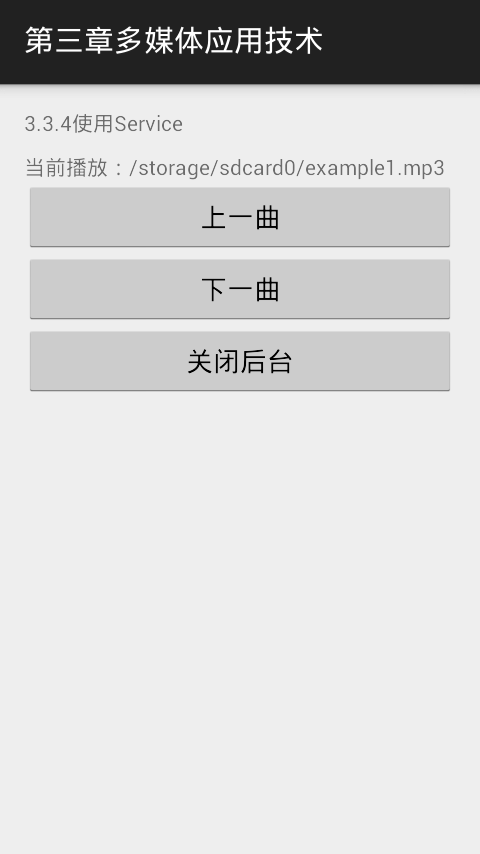 第三章多媒体应用技术
3.3.4使用Service
当前播放：/storage/sdcard0/example1.mp3
上一曲
下一曲
关闭后台